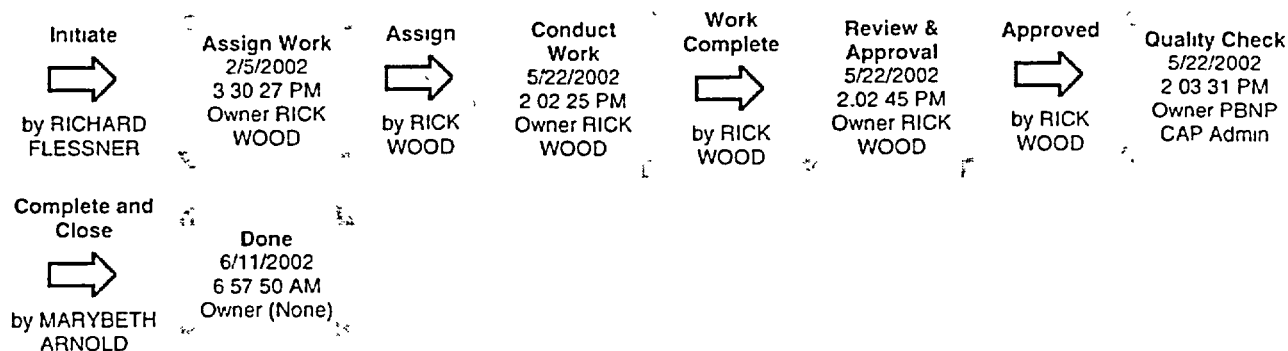 Initiate
by RICHARD
FLESSNER
Assign Work
2/5/2002
3 30 27 PM
Owner RICK
WOOD
Assign
by RICK
WOOD
Conduct
Work
5/22/2002
2 02 25 PM
Owner RICK
WOOD
Work
Complete
by RICK
WOOD
Review &
Approval
5/22/2002
2.02 45 PM
Owner RICK
WOOD
Approved
by RICK
WOOD
Quality Check
5/22/2002
2 03 31 PM
Owner PBNP
CAP Admin
Complete and
Close
by MARYBETH
ARNOLD
Done
6/11/2002
6 57 50 AM
Owner (None)